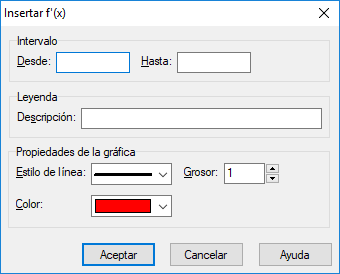 Insertar f'(x)
Intervalo
Desde: Hasta:
Leyenda
Descripción:
Propiedades de la gráfica
Estilo de línea: Grosor: 1
Color:
Aceptar Cancelar Ayuda